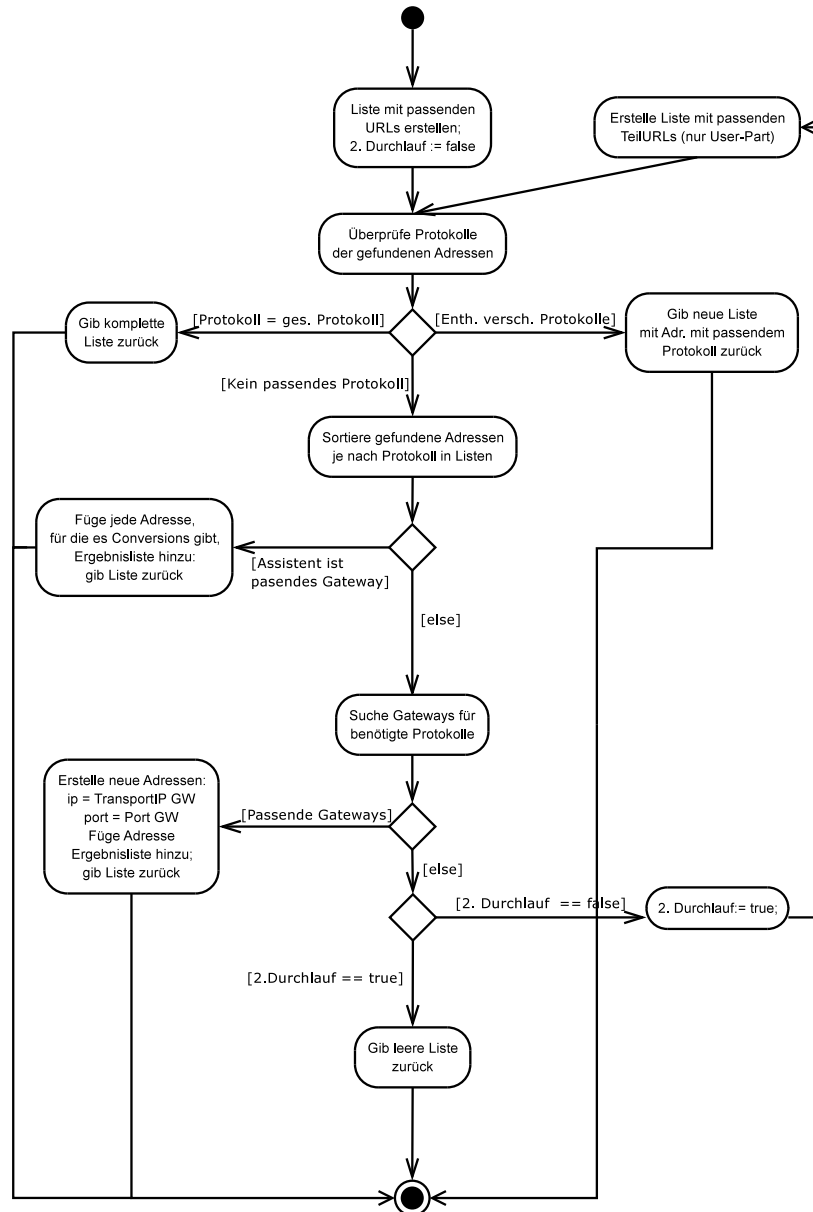 Liste mit passenden
URLs erstellen;
2. Durchlauf := false
Erstelle Liste mit passenden
TeilURLs (nur User-Part)
Überprüfe Protokolle
der gefundenen Adressen
Gib komplette
Liste zurück
[Protokoll = ges. Protokoll]
[Enth. versch. Protokolle]
Gib neue Liste
mit Adr. mit passendem
Protokoll zurück
[Kein passendes Protokoll]
Sortiere gefundene Adressen
je nach Protokoll in Listen
Füge jede Adresse,
für die es Conversions gibt,
Ergebnisliste hinzu:
gib Liste zurück
[Assistent ist
pasendes Gateway]
[else]
Suche Gateways für
benötigte Protokolle
Erstelle neue Adressen:
ip = TransportIP GW
port = Port GW
Füge Adresse
Ergebnisliste hinzu;
gib Liste zurück
[Passende Gateways]
[else]
[2. Durchlauf == false]
2. Durchlauf:= true;
[2.Durchlauf == true]
Gib leere Liste
zurück